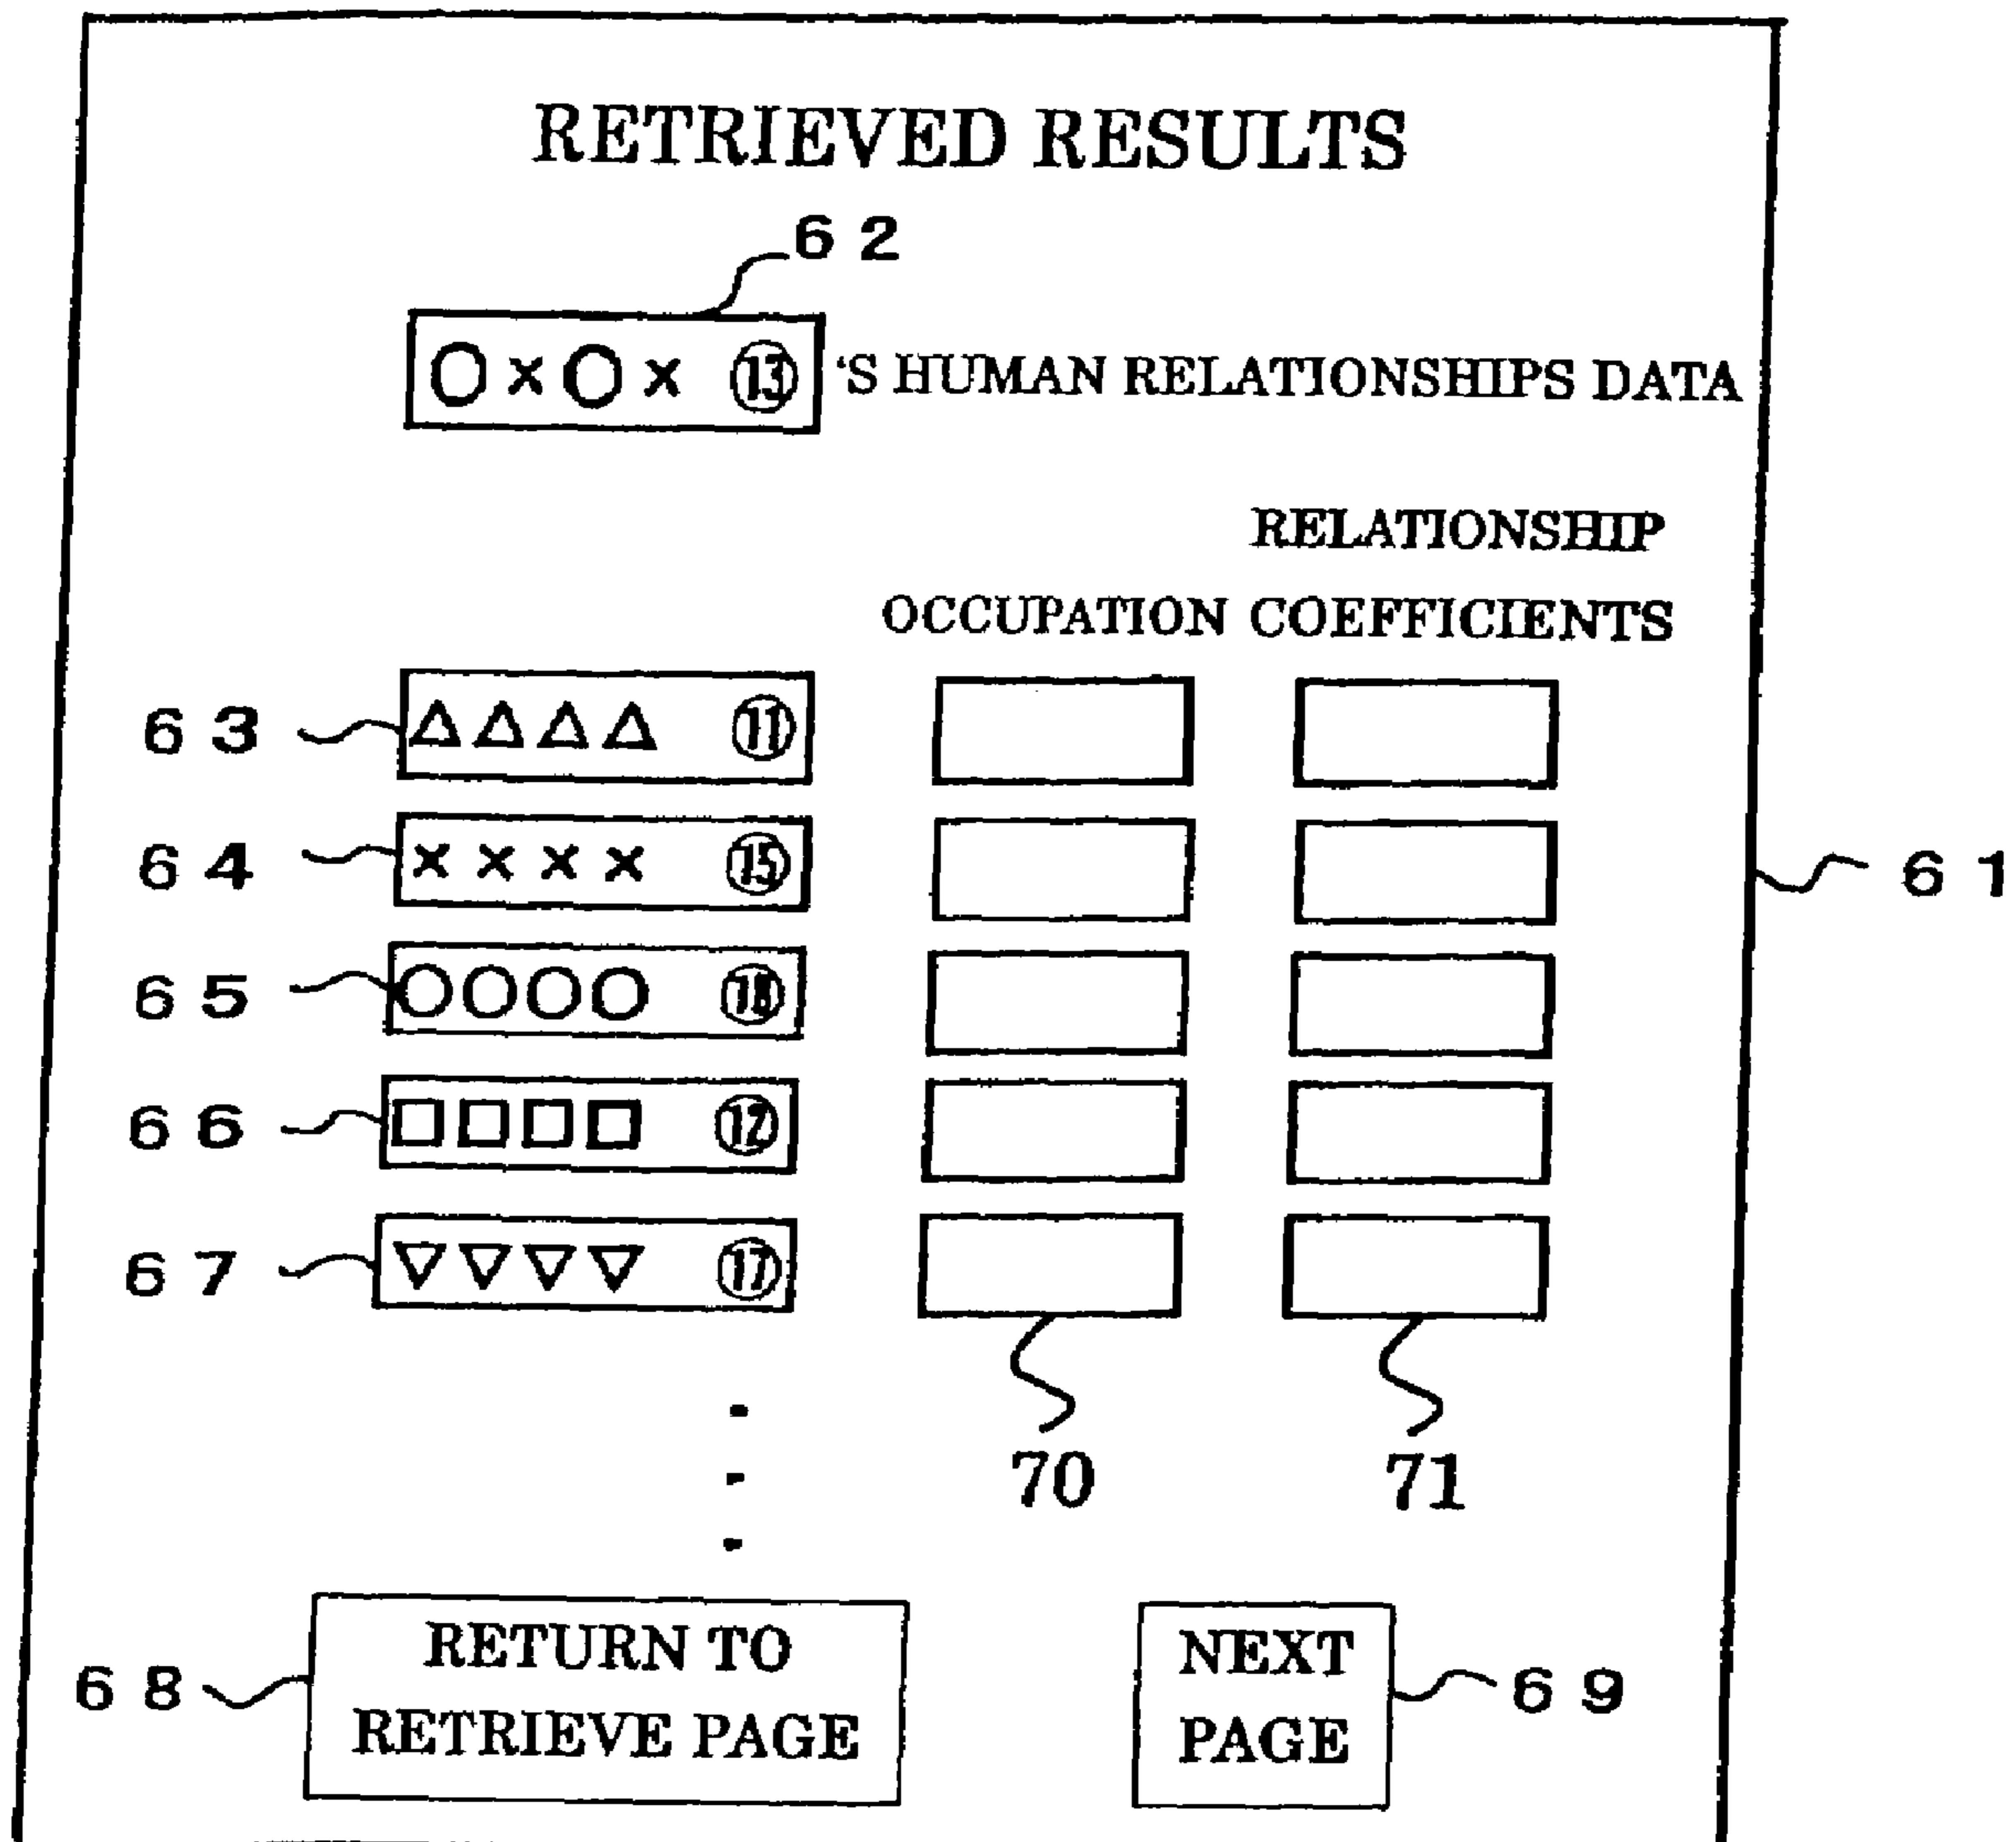 RETRIEVED RESULTS
62
○×○× ⑬ 'S HUMAN RELATIONSHIPS DATA
RELATIONSHIP
OCCUPATION COEFFICIENTS
63 △△△△ ⑪
64 ×××× ⑮
61
65 ○○○○
66 □□□□ ⑫
67 ▽▽▽▽ ⑰
70 71
68 RETURN TO RETRIEVE PAGE
NEXT PAGE 69